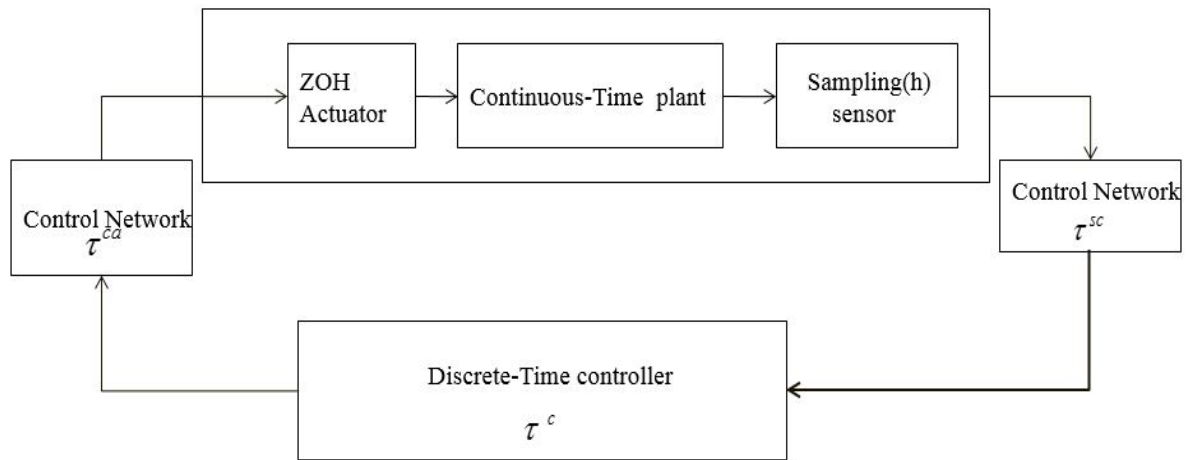 ZOH
Actuator
Continuous-Time plant
Sampling(h)
sensor
Control Network
τ^{ca}
Control Network
τ^{sc}
Discrete-Time controller
τ^{c}